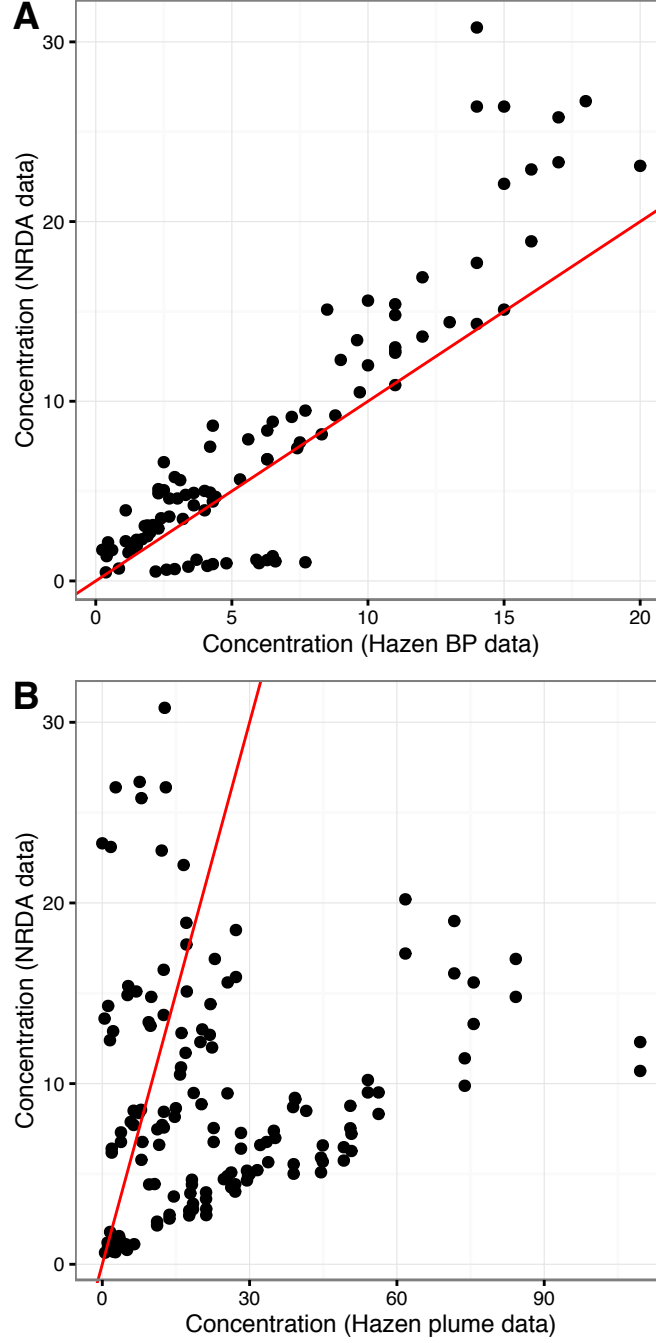 A
30
20
10
0
Concentration (NRDA data)
0 5 10 15 20
Concentration (Hazen BP data)
B
30
20
10
0
Concentration (NRDA data)
0 30 60 90
Concentration (Hazen plume data)